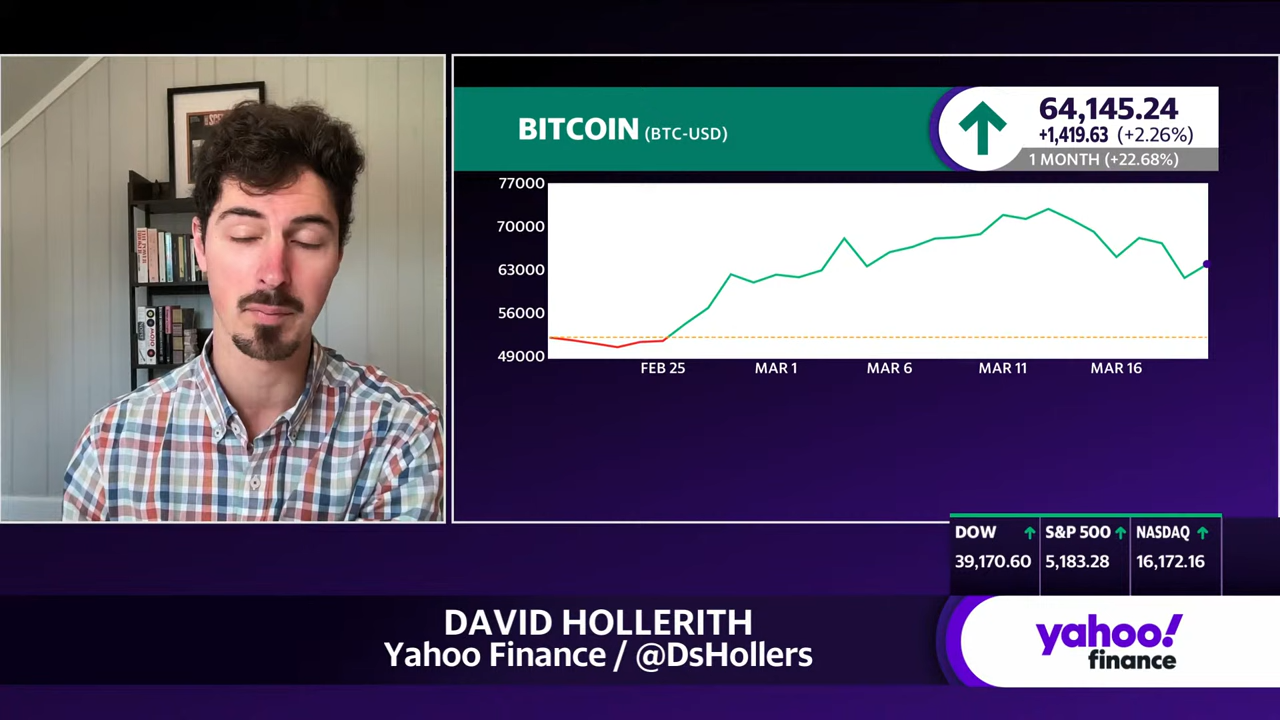 BITCOIN (BTC-USD)
64,145.24
+1,419.63 (+2.26%)
1 MONTH (+22.68%)
77000
70000
63000
56000
49000
FEB 25
MAR 1
MAR 6
MAR 11
MAR 16
DOW
39,170.60
S&P 500
5,183.28
NASDAQ
16,172.16
DAVID HOLLERITH
Yahoo Finance / @DsHollers
yahoo!
finance